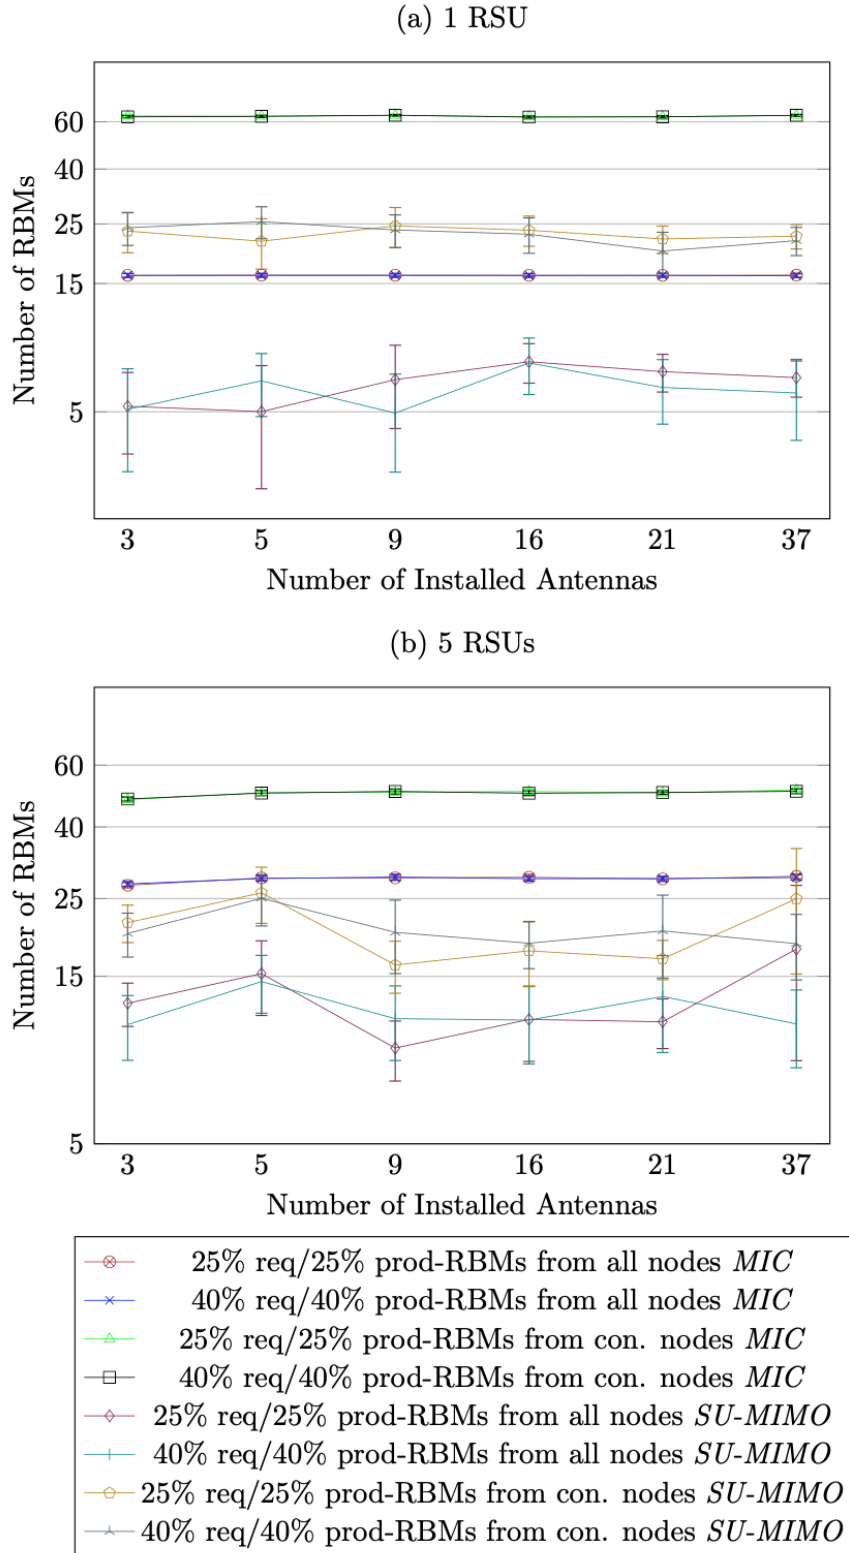 (a) 1 RSU
Number of RBMs
60
40
25
15
5
3 5 9 16 21 37
Number of Installed Antennas
(b) 5 RSUs
Number of RBMs
60
40
25
15
5
3 5 9 16 21 37
Number of Installed Antennas
25% req/25% prod-RBMs from all nodes MIC
40% req/40% prod-RBMs from all nodes MIC
25% req/25% prod-RBMs from con. nodes MIC
40% req/40% prod-RBMs from con. nodes MIC
25% req/25% prod-RBMs from all nodes SU-MIMO
40% req/40% prod-RBMs from all nodes SU-MIMO
25% req/25% prod-RBMs from con. nodes SU-MIMO
40% req/40% prod-RBMs from con. nodes SU-MIMO